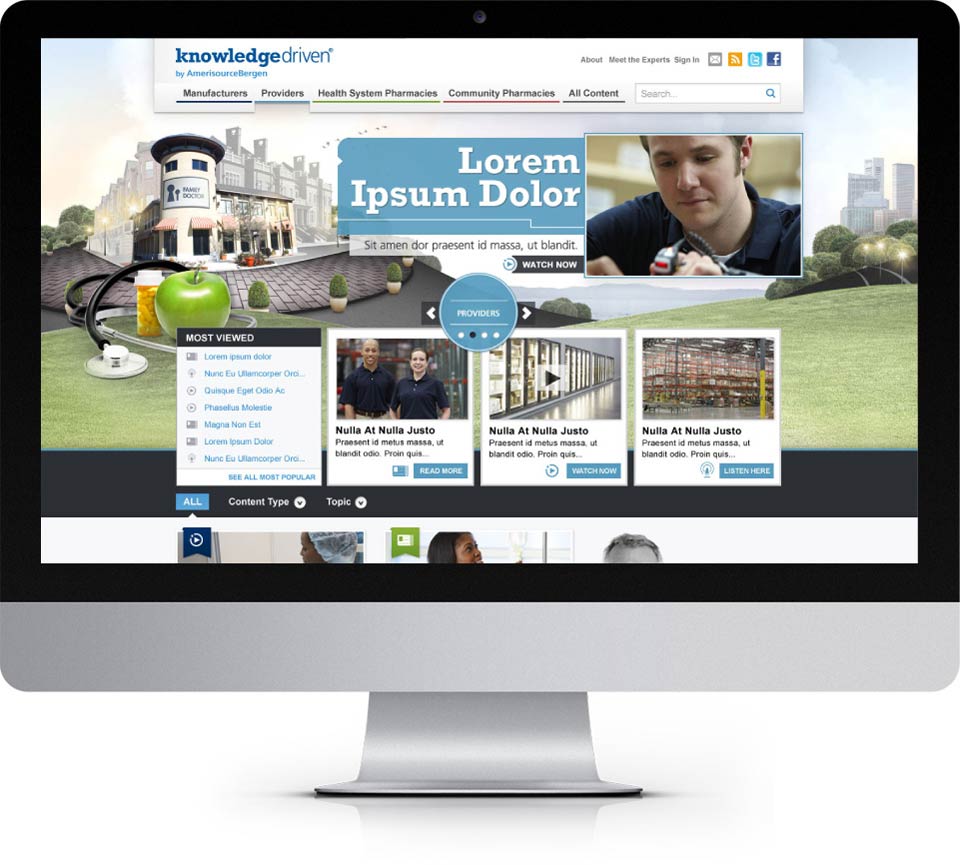 knowledgedriven®
by AmerisourceBergen
About Meet the Experts Sign In
Manufacturers Providers Health System Pharmacies Community Pharmacies All Content Search...
FAMILY
DOCTOR
Lorem
Ipsum Dolor
Sit amen dor praesent id massa, ut blandit.
WATCH NOW
PROVIDERS
MOST VIEWED
Lorem ipsum dolor
Nunc Eu Ullamcorper Orci...
Quisque Eget Odio Ac
Phasellus Molestie
Magna Non Est
Lorem Ipsum Dolor
Nunc Eu Ullamcorper Orci...
SEE ALL MOST POPULAR
Nulla At Nulla Justo
Praesent id metus massa, ut
blandit odio. Proin quis...
READ MORE
Nulla At Nulla Justo
Praesent id metus massa, ut
blandit odio. Proin quis...
WATCH NOW
Nulla At Nulla Justo
Praesent id metus massa, ut
blandit odio. Proin quis...
LISTEN HERE
ALL Content Type Topic